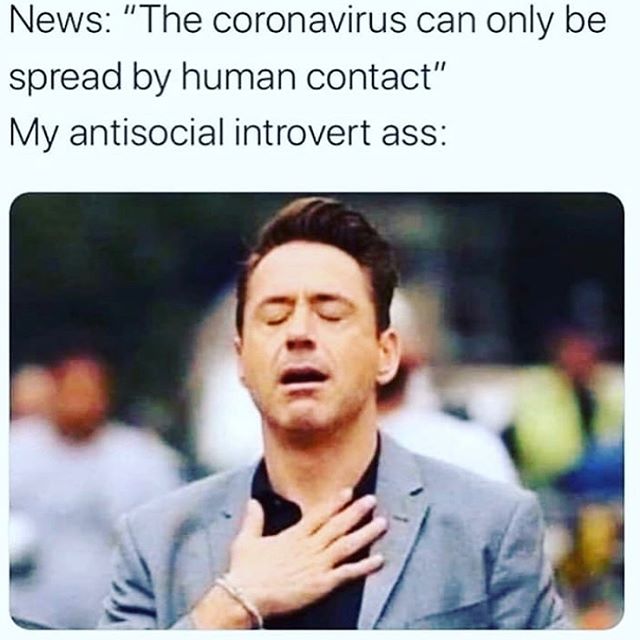 News: "The coronavirus can only be
spread by human contact"
My antisocial introvert ass: